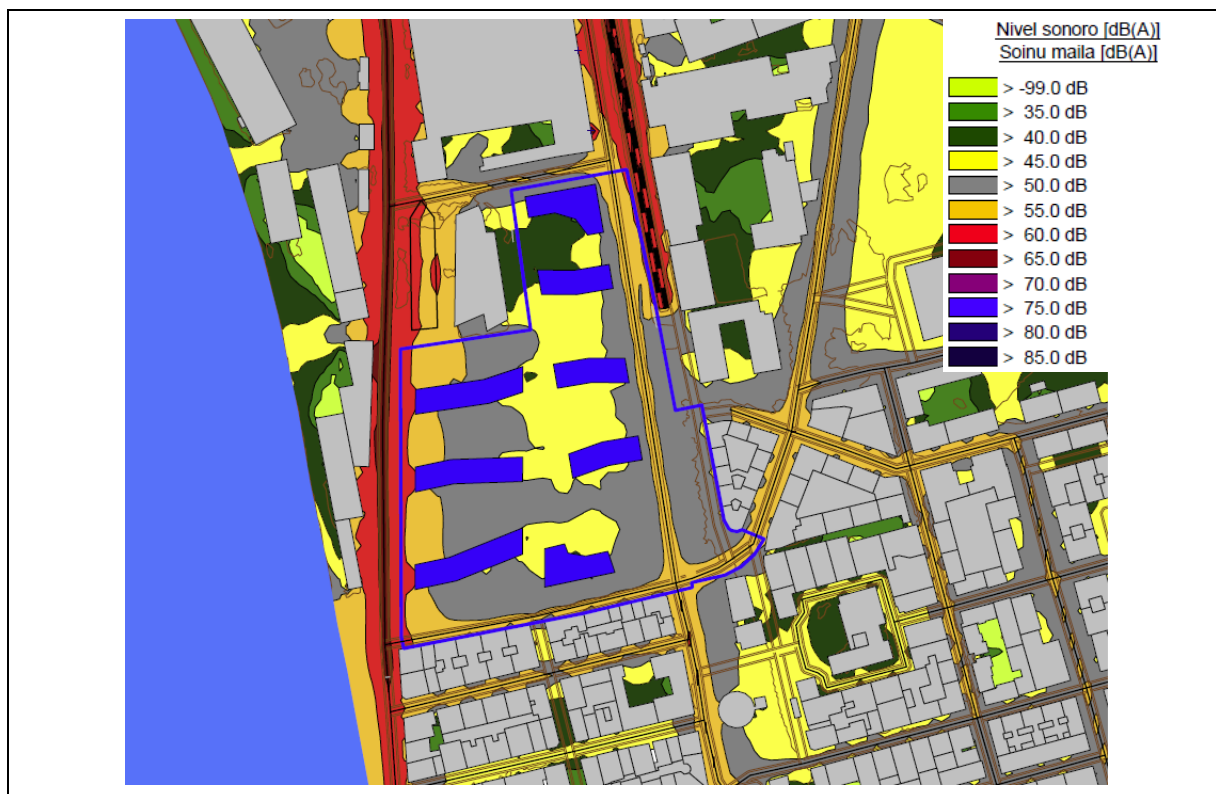 Nivel sonoro [dB(A)]
Soinu maila [dB(A)]
> -99.0 dB
> 35.0 dB
> 40.0 dB
> 45.0 dB
> 50.0 dB
> 55.0 dB
> 60.0 dB
> 65.0 dB
> 70.0 dB
> 75.0 dB
> 80.0 dB
> 85.0 dB